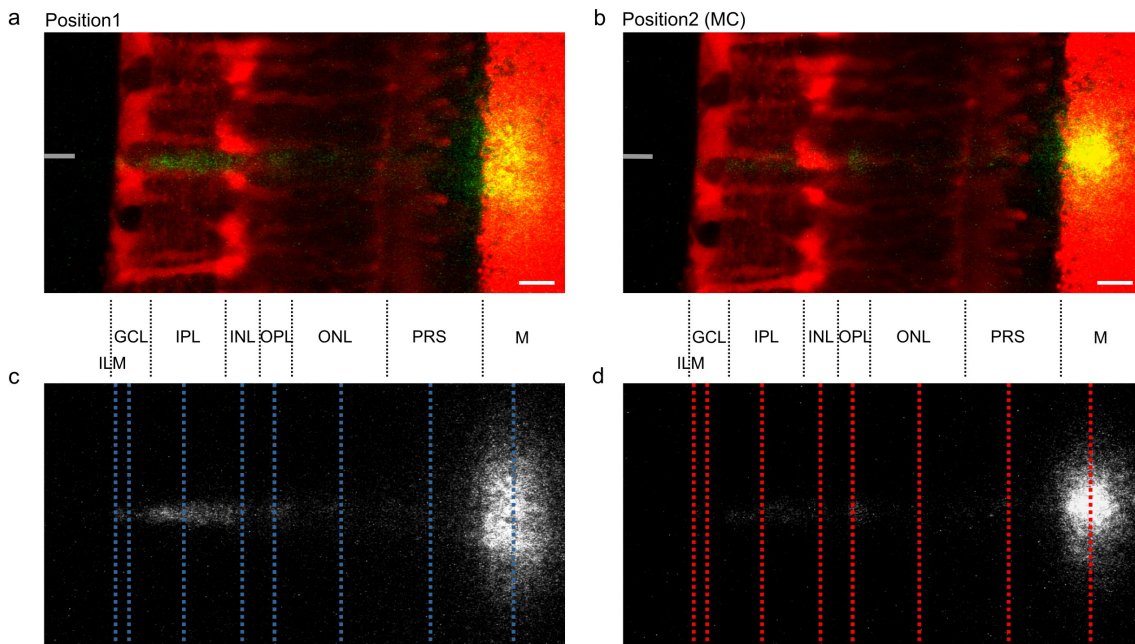 a
Position1
b
Position2 (MC)
GCL IPL INL OPL ONL PRS M
ILM
GCL IPL INL OPL ONL PRS M
ILM
c
d